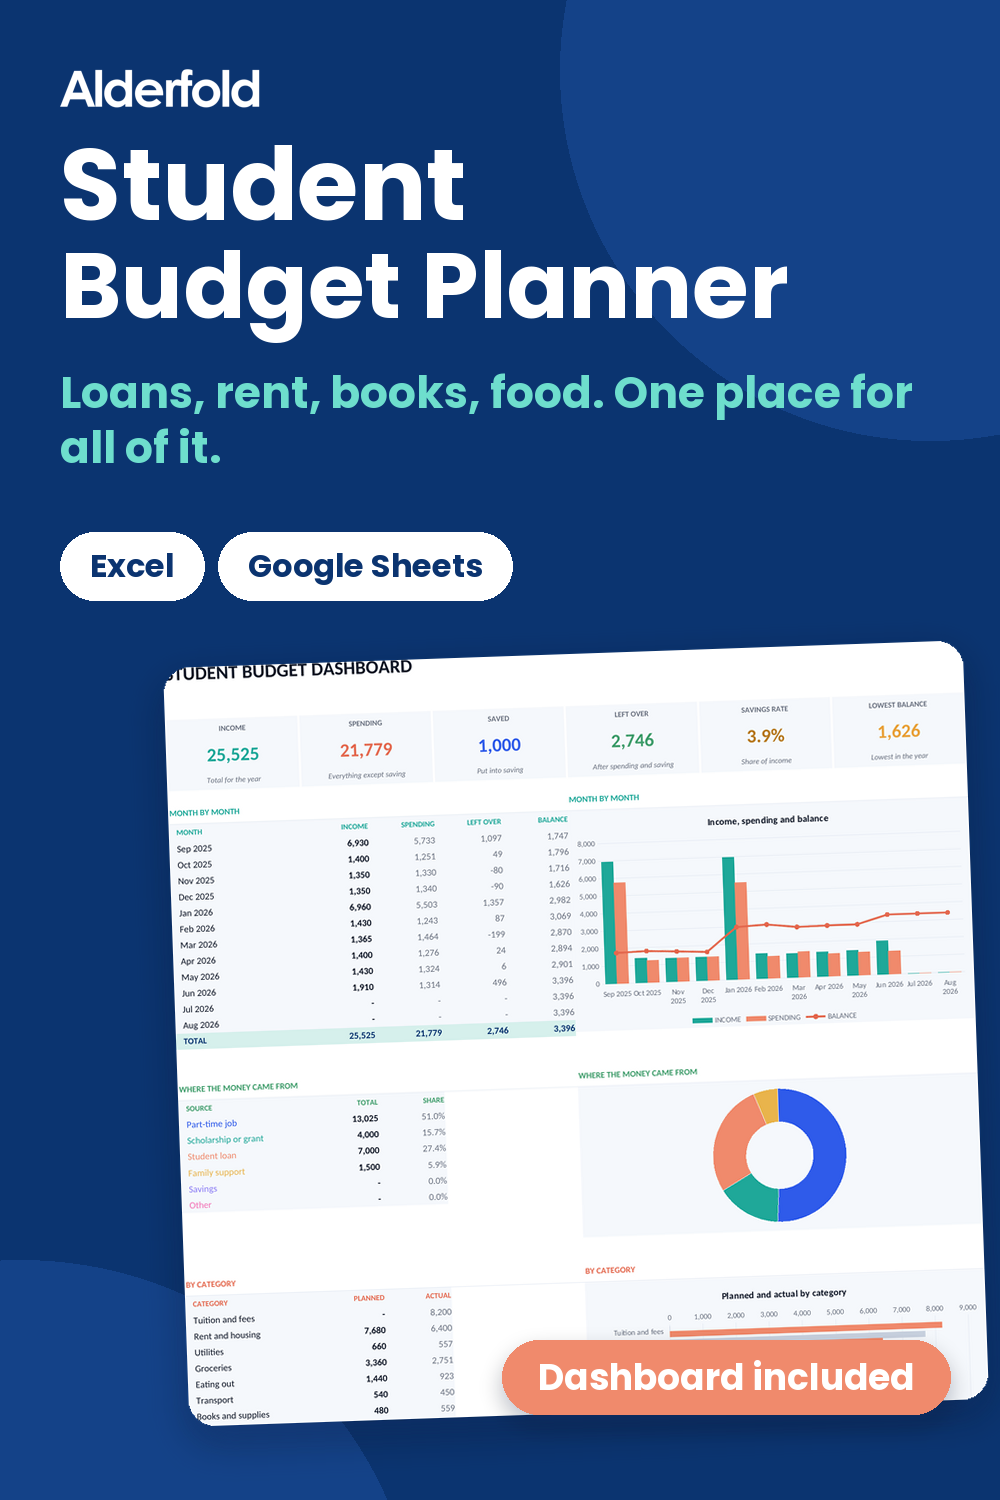 Alderfold
Student
Budget Planner
Loans, rent, books, food. One place for
all of it.
Excel
Google Sheets
STUDENT BUDGET DASHBOARD
INCOME
25,525
Total for the year
SPENDING
21,779
Everything except saving
SAVED
1,000
Put into saving
LEFT OVER
2,746
After spending and saving
SAVINGS RATE
3.9%
Share of income
LOWEST BALANCE
1,626
Lowest in the year
MONTH BY MONTH
MONTH INCOME SPENDING LEFT OVER BALANCE
Sep 2025 6,930 5,733 1,097 1,747
Oct 2025 1,400 1,251 49 1,796
Nov 2025 1,350 1,330 -80 1,716
Dec 2025 1,350 1,340 -90 1,626
Jan 2026 6,960 5,503 1,357 2,982
Feb 2026 1,430 1,243 87 3,069
Mar 2026 1,365 1,464 -199 2,870
Apr 2026 1,400 1,276 24 2,894
May 2026 1,430 1,324 6 2,901
Jun 2026 1,910 1,314 496 3,396
Jul 2026 - - - 3,396
Aug 2026 - - - 3,396
TOTAL 25,525 21,779 2,746 3,396
MONTH BY MONTH
Income, spending and balance
8,000
7,000
6,000
5,000
4,000
3,000
2,000
1,000
0
Sep 2025 Oct 2025 Nov 2025 Dec 2025 Jan 2026 Feb 2026 Mar 2026 Apr 2026 May 2026 Jun 2026 Jul 2026 Aug 2026
INCOME SPENDING BALANCE
WHERE THE MONEY CAME FROM
SOURCE TOTAL SHARE
Part-time job 13,025 51.0%
Scholarship or grant 4,000 15.7%
Student loan 7,000 27.4%
Family support 1,500 5.9%
Savings - 0.0%
Other - 0.0%
WHERE THE MONEY CAME FROM
BY CATEGORY
CATEGORY PLANNED ACTUAL
Tuition and fees - 8,200
Rent and housing 7,680 6,400
Utilities 660 557
Groceries 3,360 2,751
Eating out 1,440 923
Transport 540 450
Books and supplies 480 559
BY CATEGORY
Planned and actual by category
0 1,000 2,000 3,000 4,000 5,000 6,000 7,000 8,000 9,000
Tuition and fees
Dashboard included